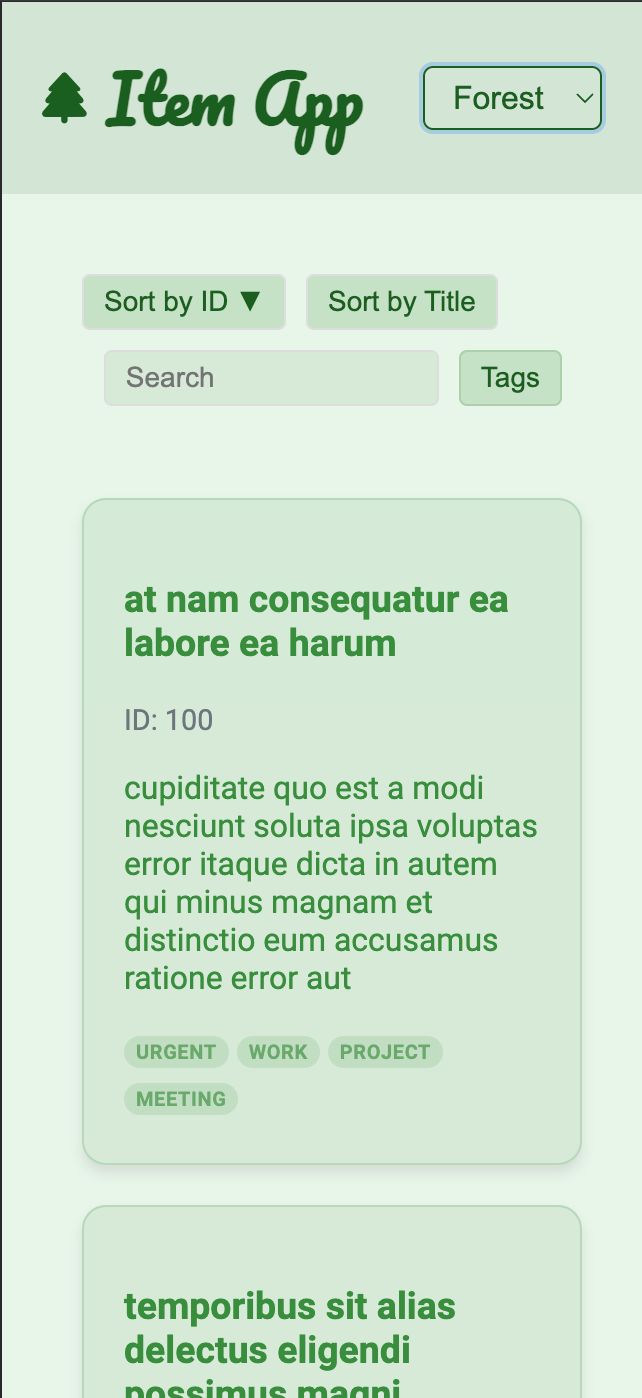 Item App
Forest
Sort by ID ▼
Sort by Title
Search
Tags
at nam consequatur ea
labore ea harum
ID: 100
cupiditate quo est a modi
nesciunt soluta ipsa voluptas
error itaque dicta in autem
qui minus magnam et
distinctio eum accusamus
ratione error aut
URGENT WORK PROJECT
MEETING
temporibus sit alias
delectus eligendi
possimus magni